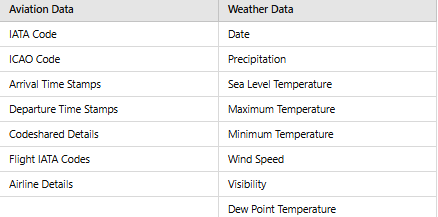 Aviation Data Weather Data
IATA Code Date
ICAO Code Precipitation
Arrival Time Stamps Sea Level Temperature
Departure Time Stamps Maximum Temperature
Codeshared Details Minimum Temperature
Flight IATA Codes Wind Speed
Airline Details Visibility
Dew Point Temperature